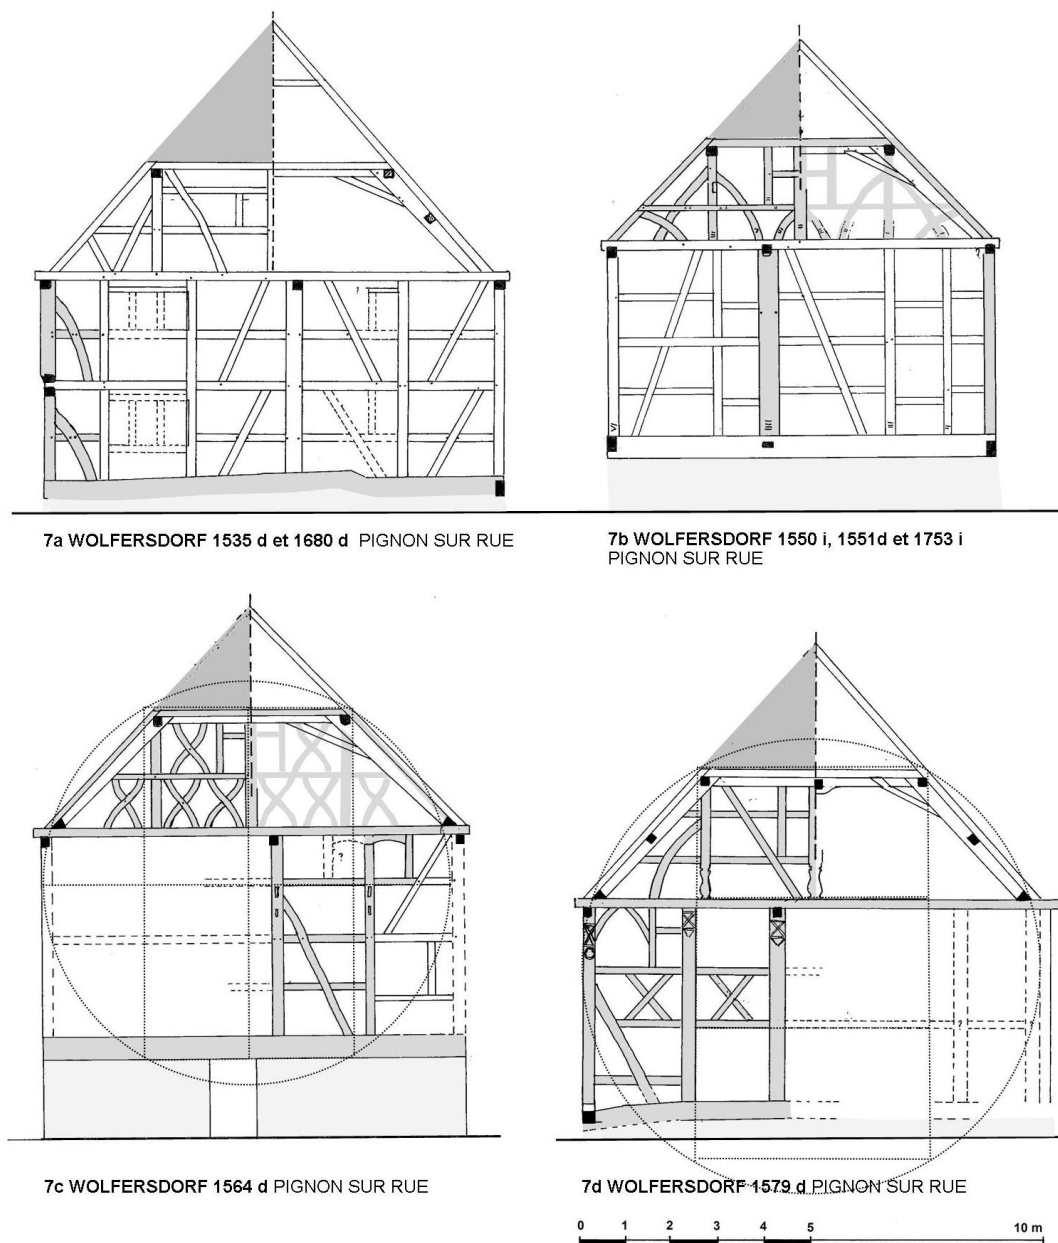 7a WOLFERSDORF 1535 d et 1680 d PIGNON SUR RUE
7b WOLFERSDORF 1550 i, 1551d et 1753 i
PIGNON SUR RUE
7c WOLFERSDORF 1564 d PIGNON SUR RUE
7d WOLFERSDORF 1579 d PIGNON SUR RUE
0 1 2 3 4 5 10 m